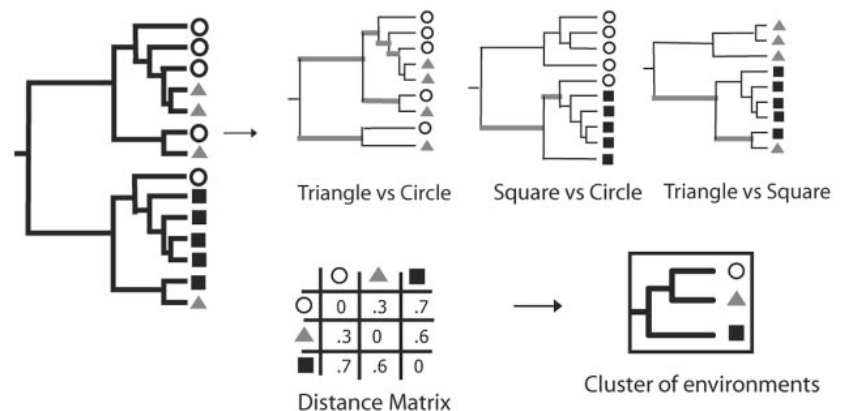 Triangle vs Circle
Square vs Circle
Triangle vs Square
0 .3 .7
.3 0 .6
.7 .6 0
Distance Matrix
Cluster of environments